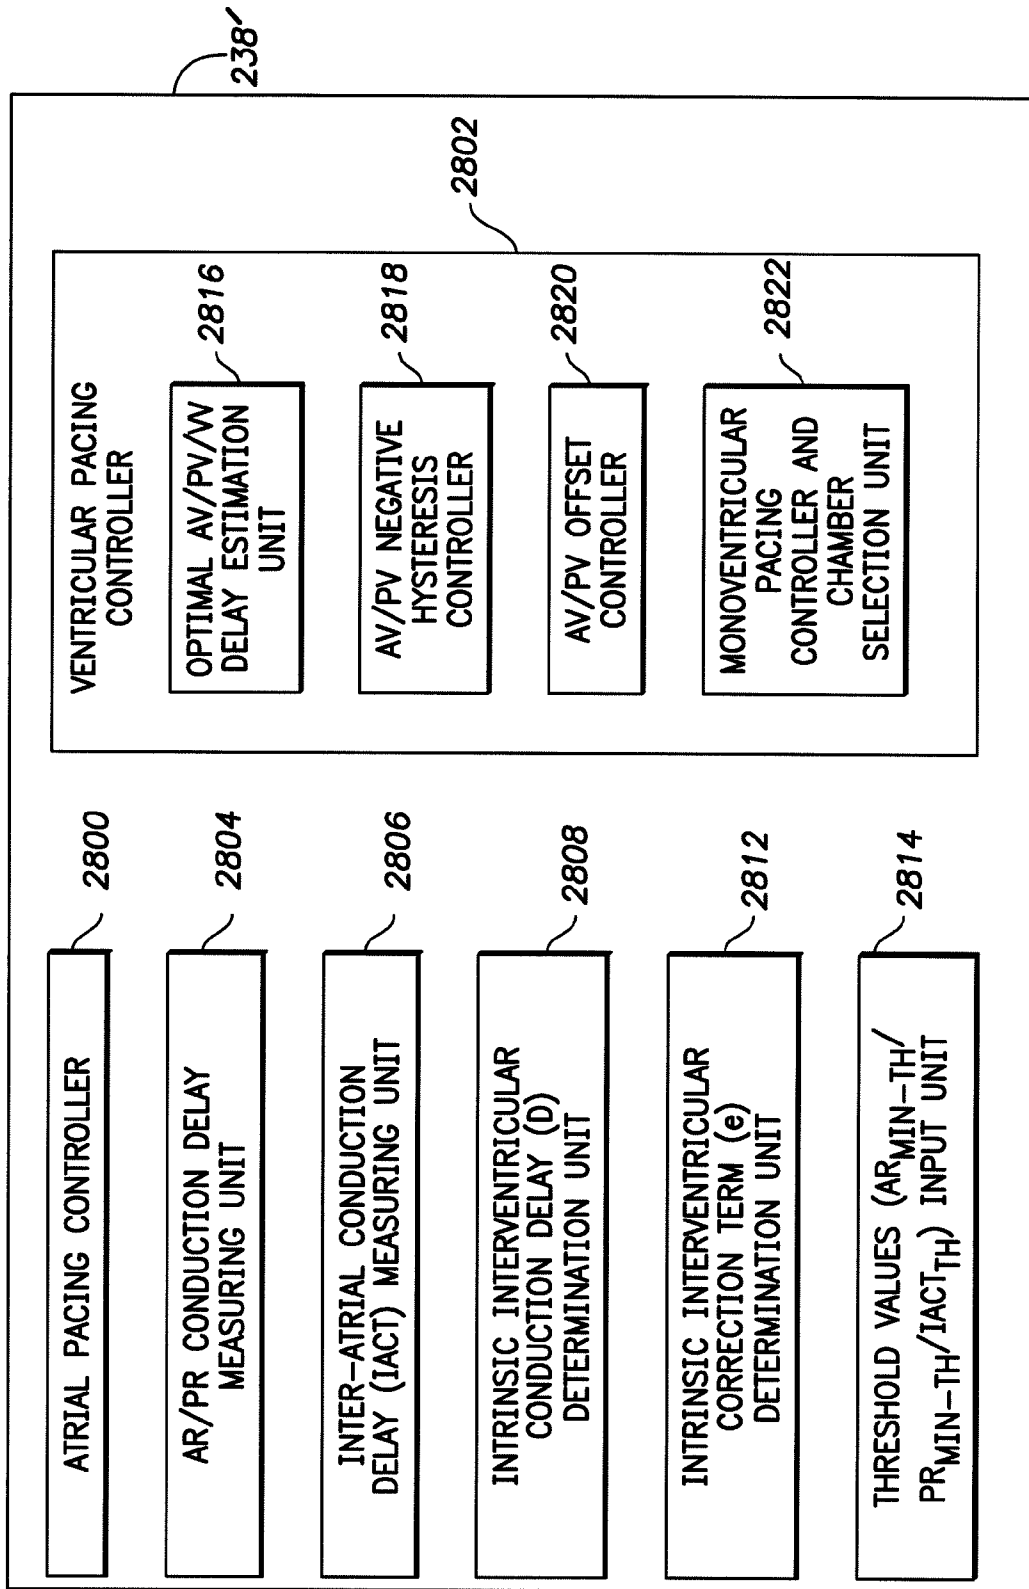 238'
ATRIAL PACING CONTROLLER
2800
AR/PR CONDUCTION DELAY
MEASURING UNIT
2804
INTER-ATRIAL CONDUCTION
DELAY (IACT) MEASURING UNIT
2806
INTRINSIC INTERVENTRICULAR
CONDUCTION DELAY (D)
DETERMINATION UNIT
2808
INTRINSIC INTERVENTRICULAR
CORRECTION TERM (e)
DETERMINATION UNIT
2812
THRESHOLD VALUES (ARMIN-TH/
PRMIN-TH/IACTTH) INPUT UNIT
2814
VENTRICULAR PACING
CONTROLLER
2802
OPTIMAL AV/PV/VV
DELAY ESTIMATION
UNIT
2816
AV/PV NEGATIVE
HYSTERESIS
CONTROLLER
2818
AV/PV OFFSET
CONTROLLER
2820
MONOVENTRICULAR
PACING
CONTROLLER AND
CHAMBER
SELECTION UNIT
2822